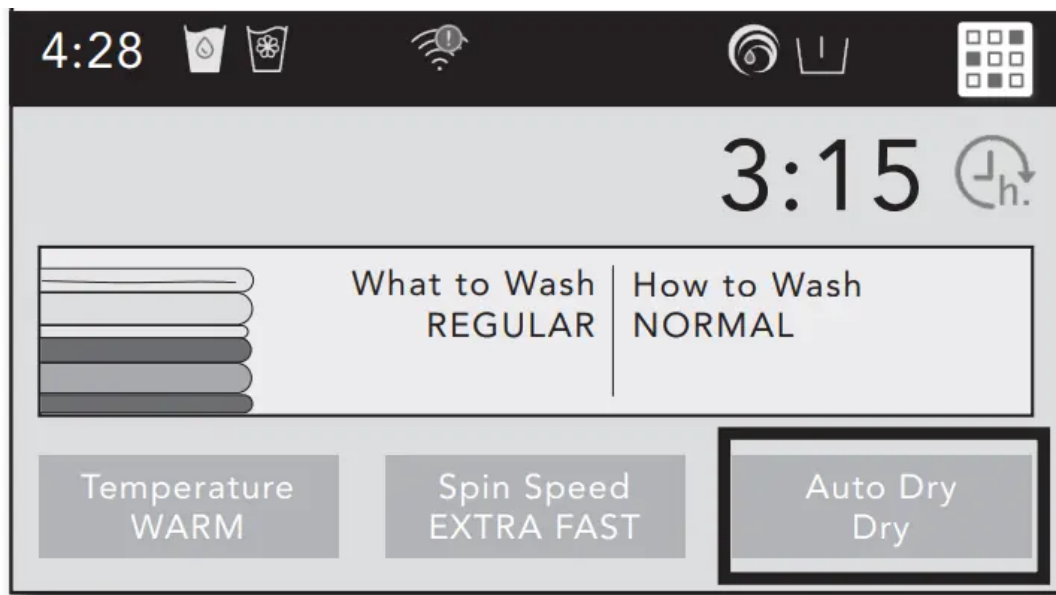 4:28
3:15 h.
What to Wash
REGULAR
How to Wash
NORMAL
Temperature
WARM
Spin Speed
EXTRA FAST
Auto Dry
Dry